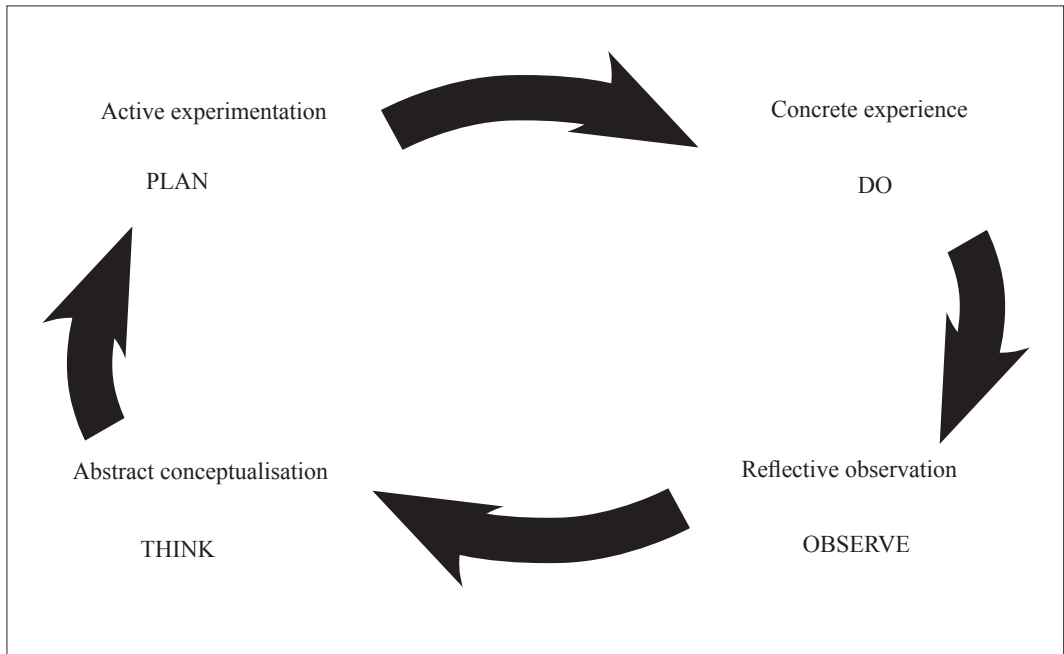 Active experimentation
PLAN
Concrete experience
DO
Reflective observation
OBSERVE
Abstract conceptualisation
THINK